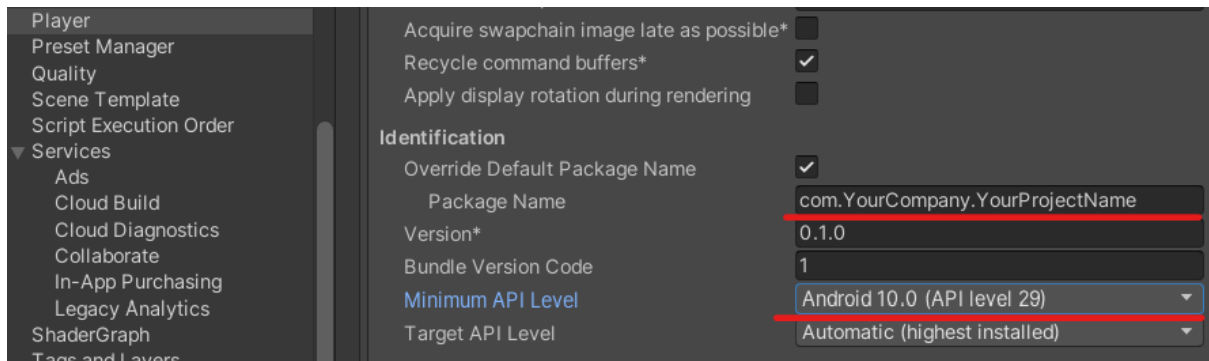 Player
Preset Manager
Quality
Scene Template
Script Execution Order
Services
Ads
Cloud Build
Cloud Diagnostics
Collaborate
In-App Purchasing
Legacy Analytics
ShaderGraph
Tags and Layers
Acquire swapchain image late as possible*
Recycle command buffers*
Apply display rotation during rendering
Identification
Override Default Package Name
Package Name com.YourCompany.YourProjectName
Version* 0.1.0
Bundle Version Code 1
Minimum API Level Android 10.0 (API level 29)
Target API Level Automatic (highest installed)